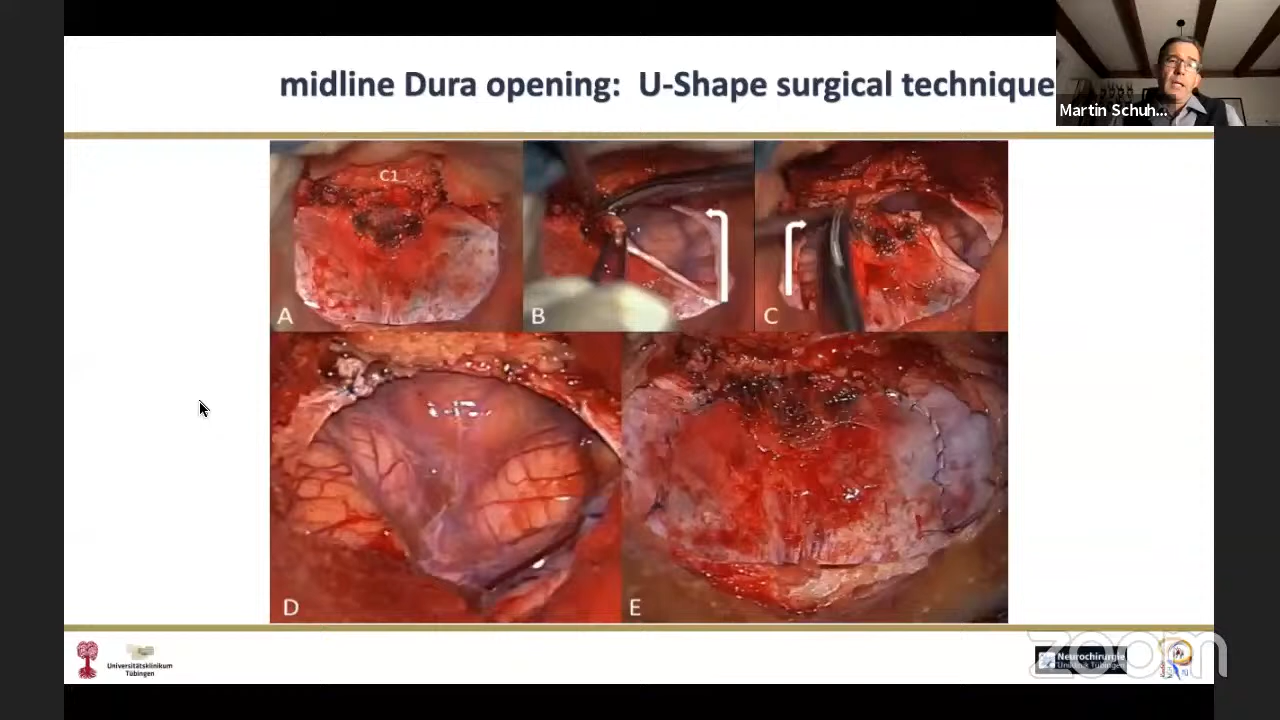 midline Dura opening: U-Shape surgical technique
Martin Schuh...
C1
A
B
C
D
E
Universitätsklinikum
Tübingen
Neurochirurgie
zoom